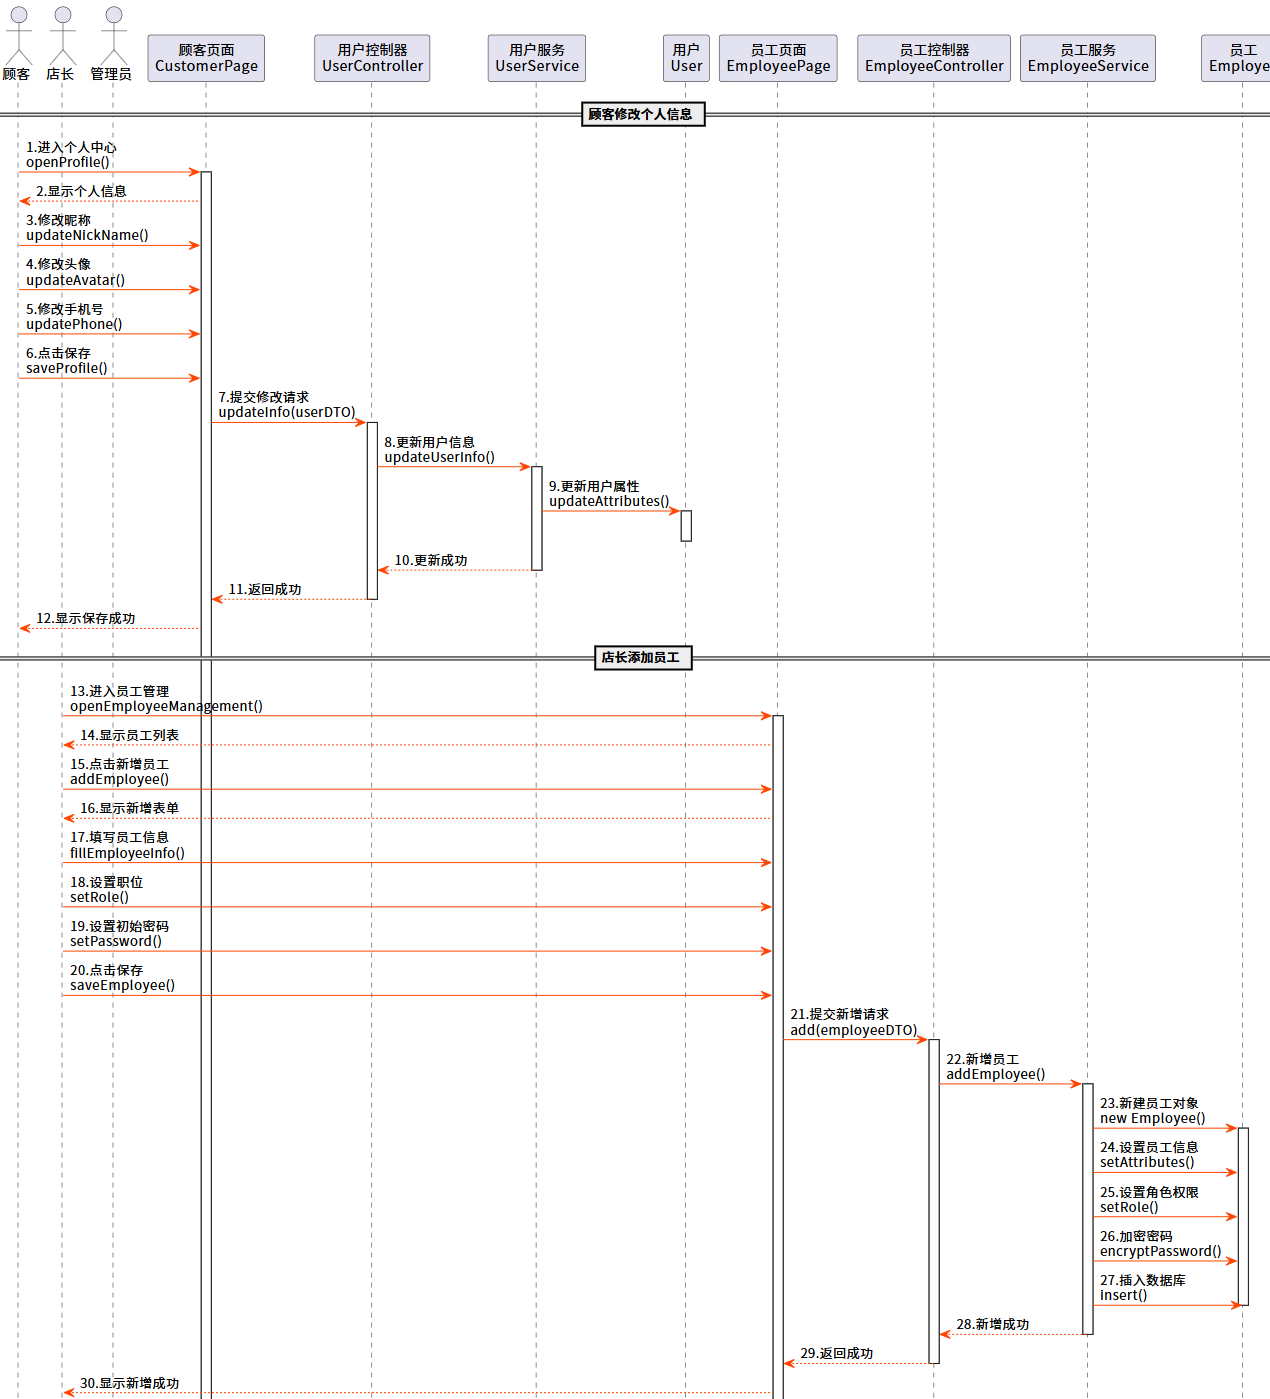 顾客
店长
管理员
顾客页面
CustomerPage
用户控制器
UserController
用户服务
UserService
用户
User
员工页面
EmployeePage
员工控制器
EmployeeController
员工服务
EmployeeService
员工
Employe
顾客修改个人信息
1.进入个人中心
openProfile()
2.显示个人信息
3.修改昵称
updateNickName()
4.修改头像
updateAvatar()
5.修改手机号
updatePhone()
6.点击保存
saveProfile()
7.提交修改请求
updateInfo(userDTO)
8.更新用户信息
updateUserInfo()
9.更新用户属性
updateAttributes()
10.更新成功
11.返回成功
12.显示保存成功
店长添加员工
13.进入员工管理
openEmployeeManagement()
14.显示员工列表
15.点击新增员工
addEmployee()
16.显示新增表单
17.填写员工信息
fillEmployeeInfo()
18.设置职位
setRole()
19.设置初始密码
setPassword()
20.点击保存
saveEmployee()
21.提交新增请求
add(employeeDTO)
22.新增员工
addEmployee()
23.新建员工对象
new Employee()
24.设置员工信息
setAttributes()
25.设置角色权限
setRole()
26.加密密码
encryptPassword()
27.插入数据库
insert()
28.新增成功
29.返回成功
30.显示新增成功